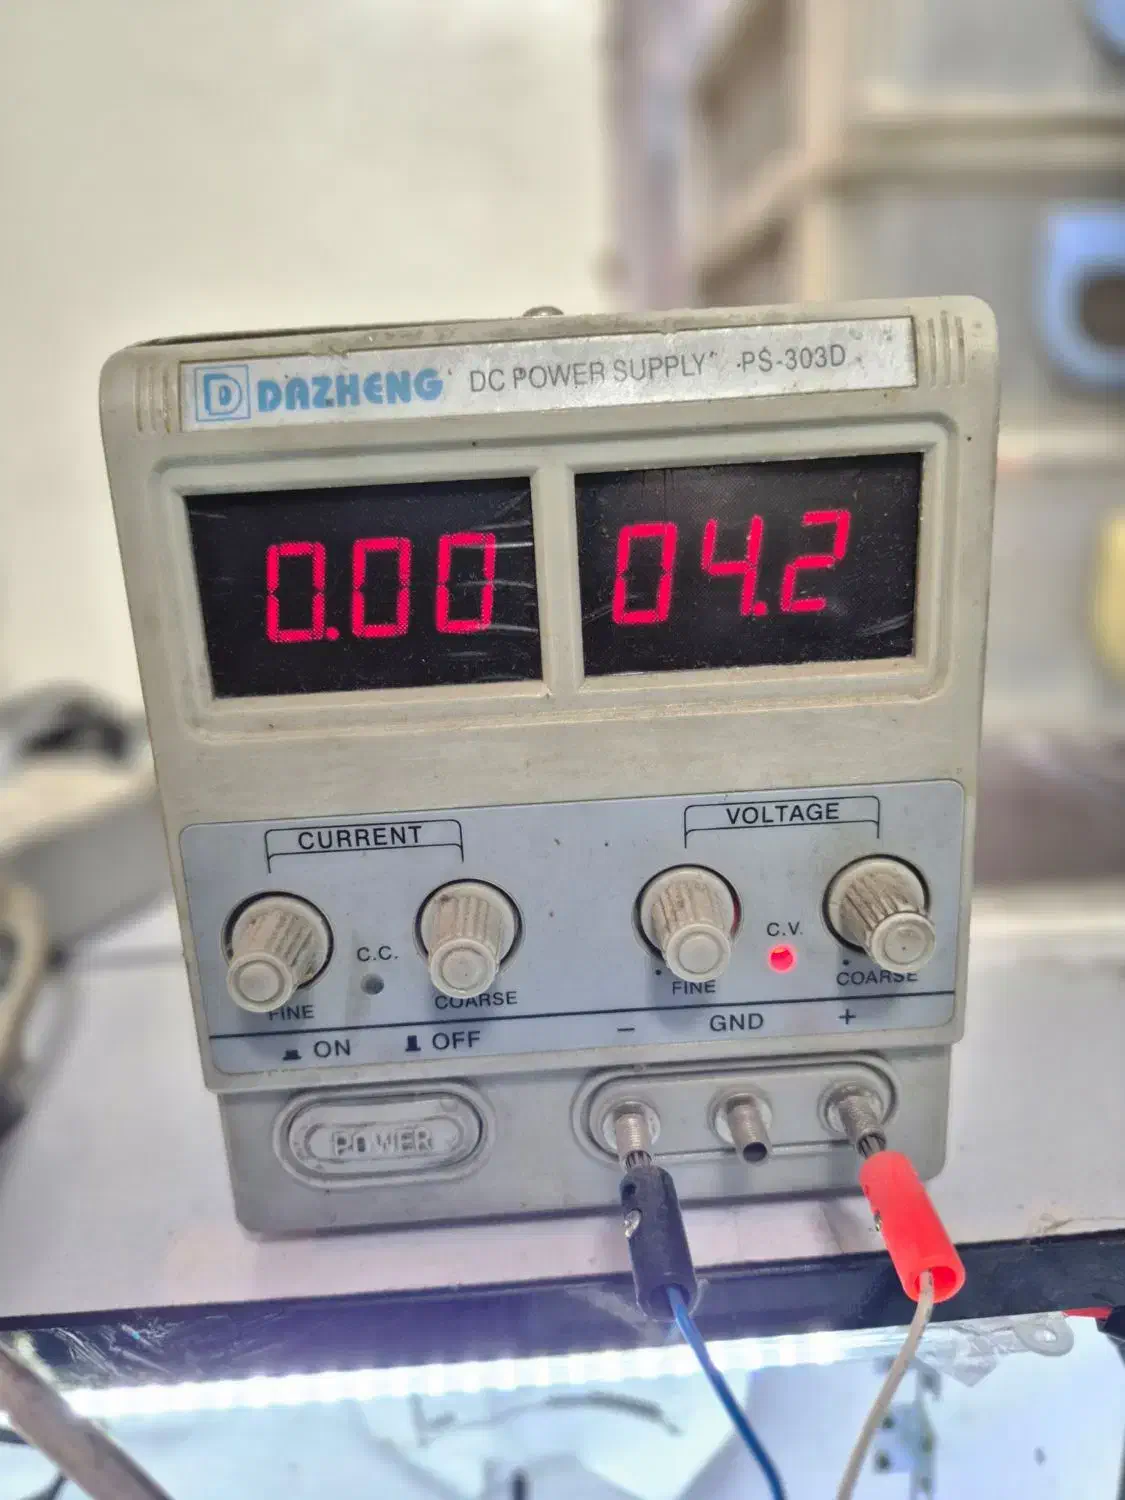 D DAZHENG DC POWER SUPPLY PS-303D
0.00 04.2
CURRENT VOLTAGE
C.C. C.V.
FINE COARSE FINE COARSE
ON OFF - GND +
POWER